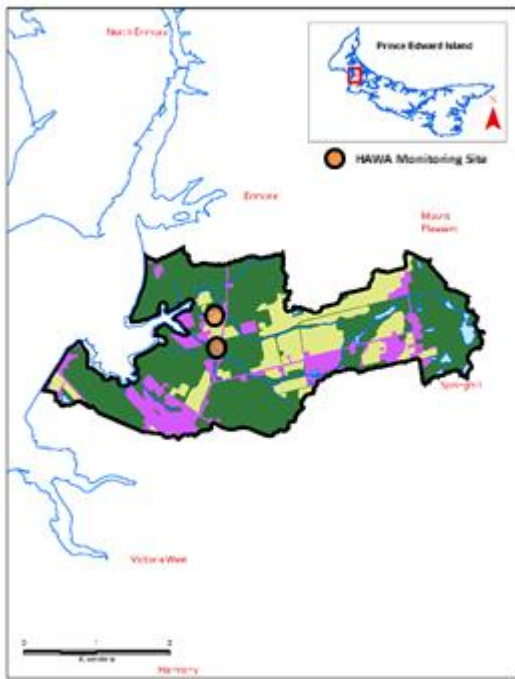 North Enmore
Prince Edward Island
N
HAWA Monitoring Site
Enmore
Mount
Pleasant
Springhill
Victoria West
0 1 2
Kilometers
Harmony